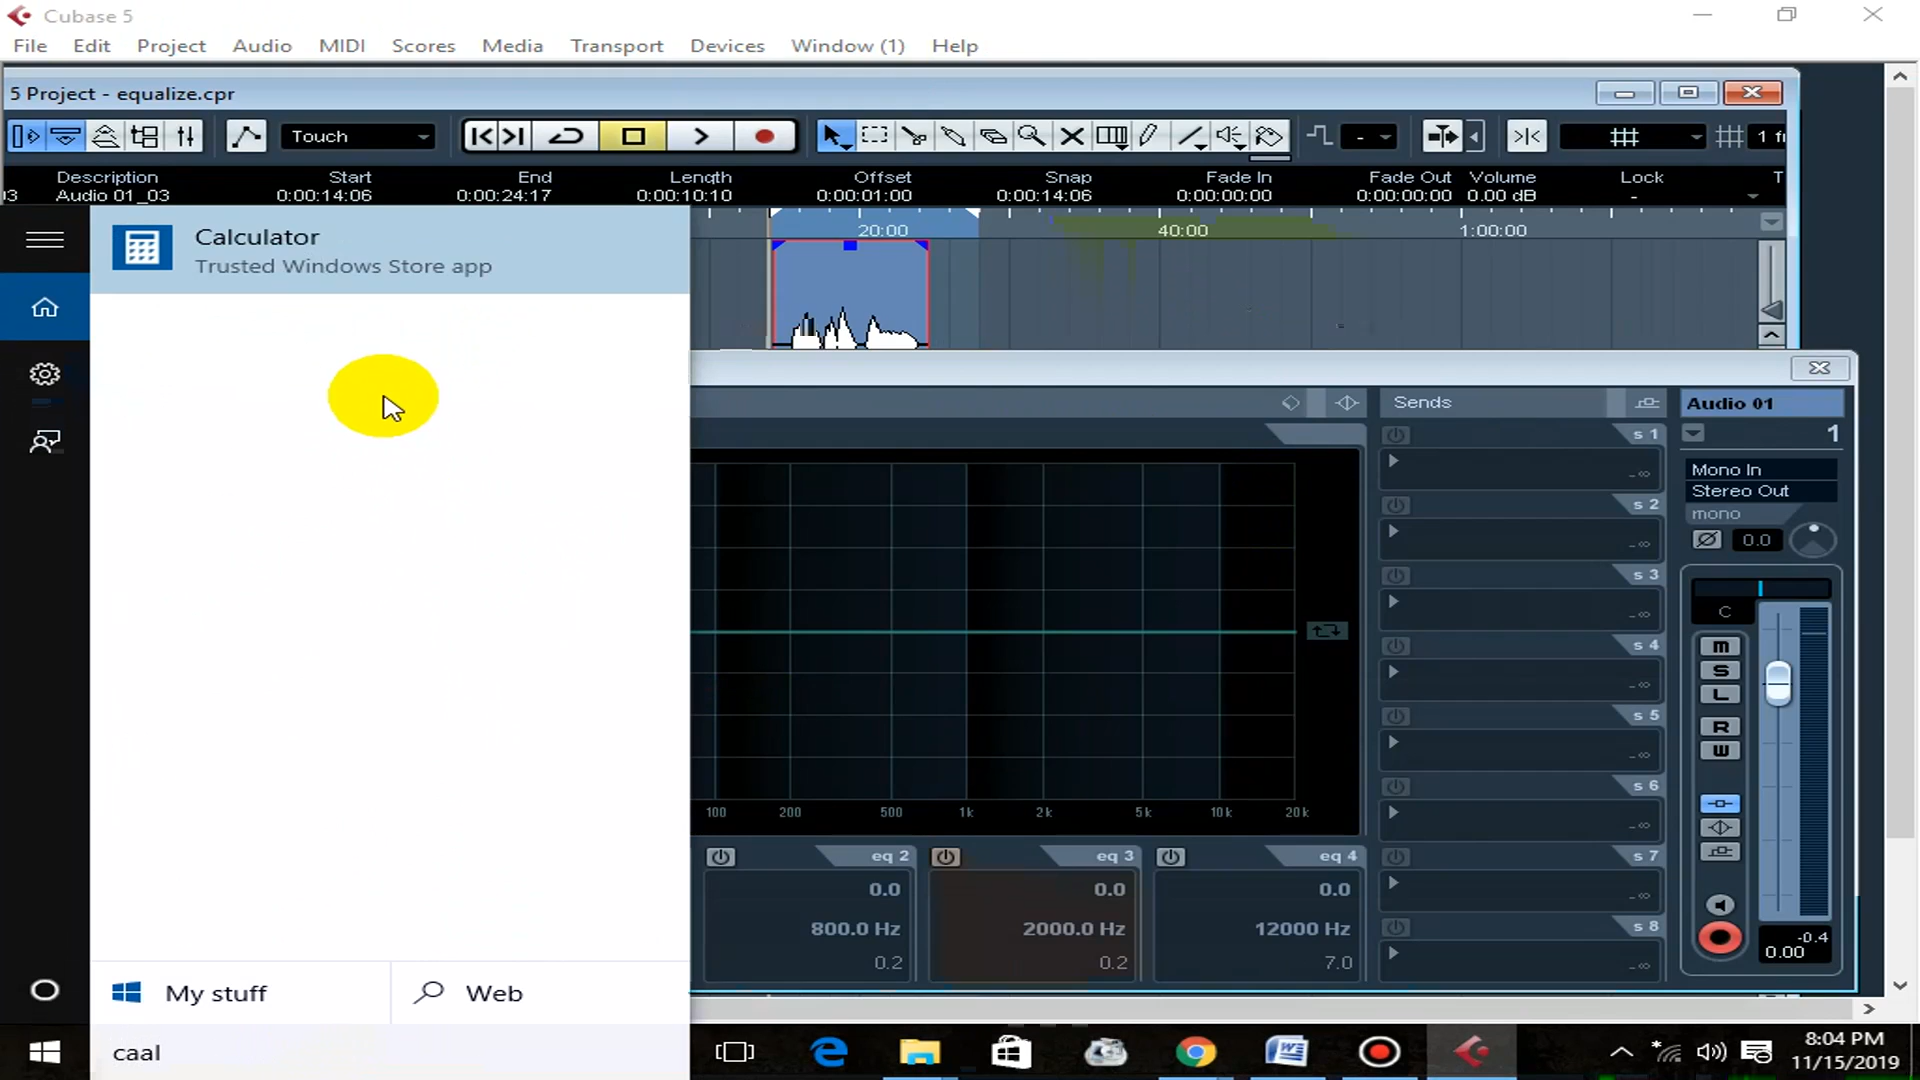 Cubase 5
File Edit Project Audio MIDI Scores Media Transport Devices Window (1) Help
5 Project - equalize.cpr
Touch
-
1 fr
Description Start End Length Offset Snap Fade In Fade Out Volume Lock T
03 Audio 01_03 0:00:14:06 0:00:24:17 0:00:10:10 0:00:01:00 0:00:14:06 0:00:00:00 0:00:00:00 0.00 dB -
20:00 40:00 1:00:00
Calculator
Trusted Windows Store app
Sends
Audio 01
s 1
1
-∞
Mono In
Stereo Out
s 2
mono
-∞
0.0
s 3
-∞
C
s 4
m
-∞
S
L
s 5
R
-∞
W
s 6
-∞
100 200 500 1k 2k 5k 10k 20k
eq 2 eq 3 eq 4
s 7
0.0 0.0 0.0
-∞
800.0 Hz 2000.0 Hz 12000 Hz
s 8
-0.4
0.00
0.2 0.2 7.0
-∞
My stuff
Web
caal
8:04 PM
11/15/2019